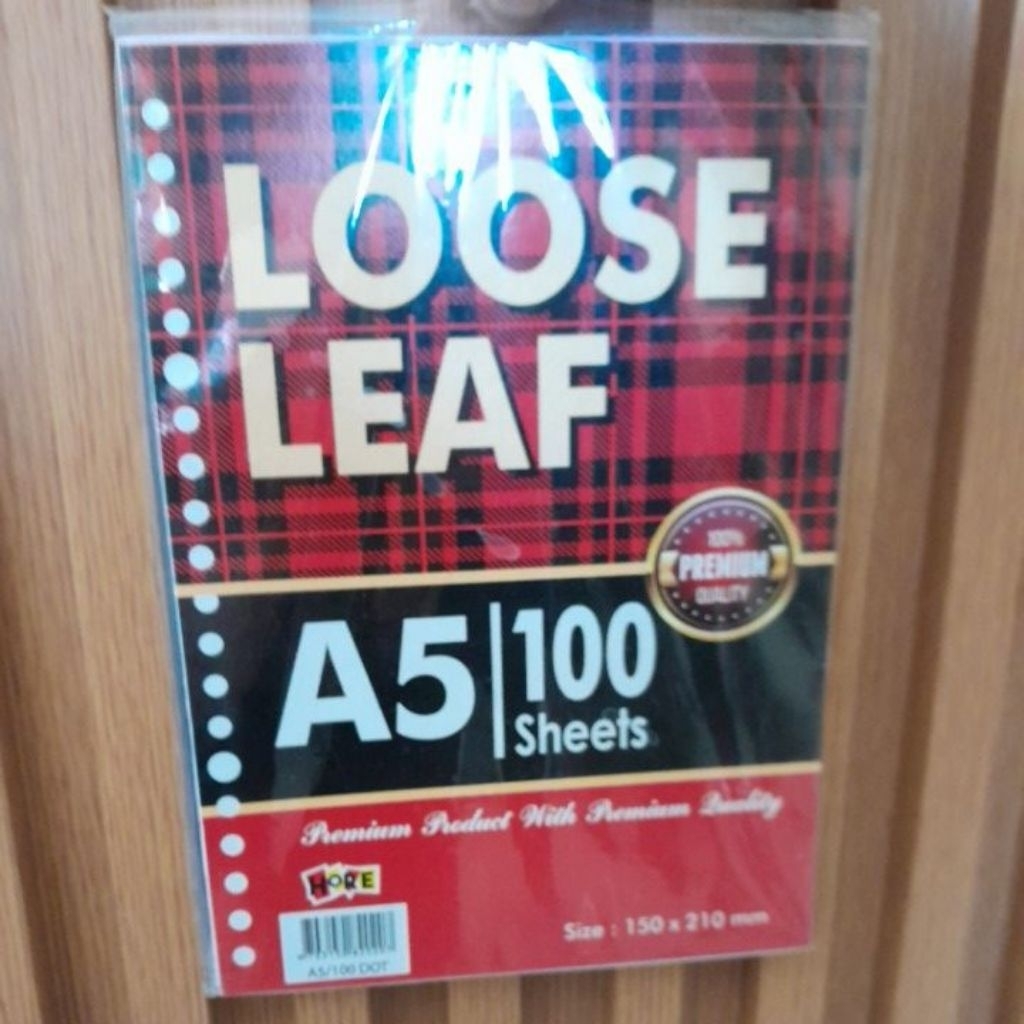 LOOSE
LEAF
100%
PREMIUM
QUALITY
A5
100
Sheets
Premium Product With Premium Quality
HORE
A5/100 DOT
Size : 150 x 210 mm